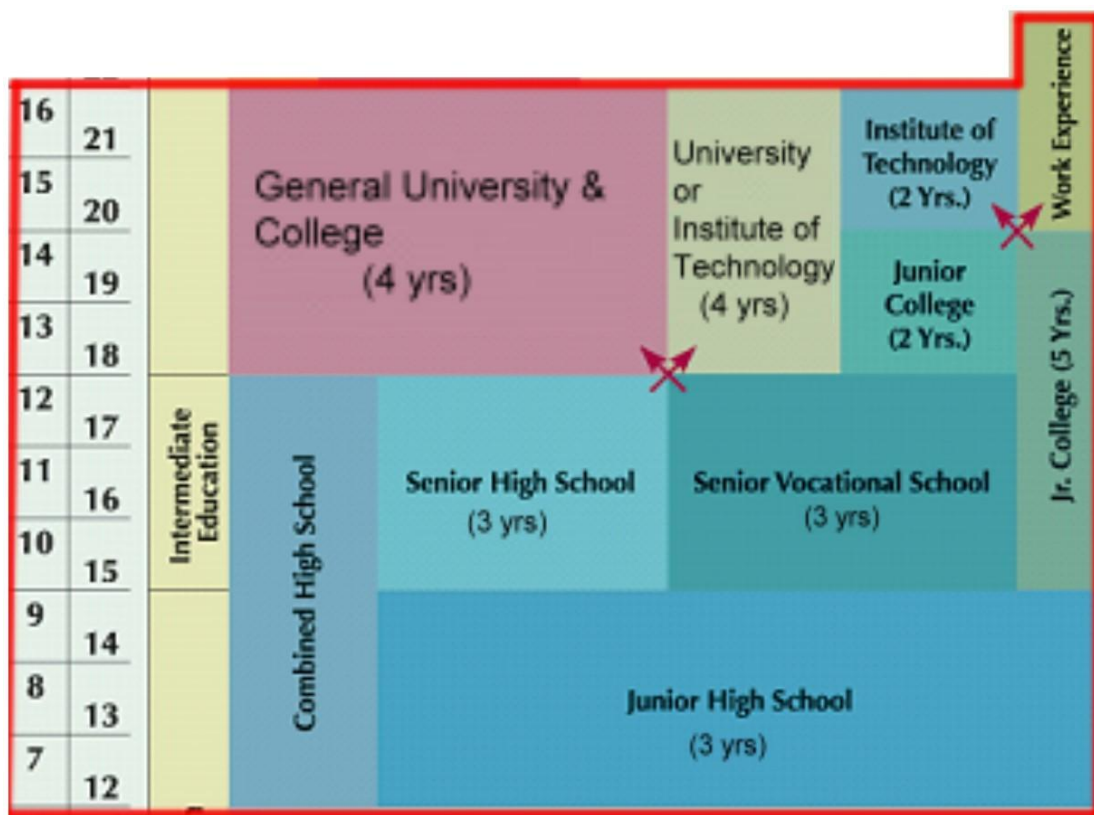 16
21
15
20
14
19
13
18
12
17
11
16
10
15
9
14
8
13
7
12
Intermediate
Education
General University &
College
(4 yrs)
University
or
Institute of
Technology
(4 yrs)
Institute of
Technology
(2 Yrs.)
Work Experience
Junior
College
(2 Yrs.)
Jr. College (5 Yrs.)
Combined High School
Senior High School
(3 yrs)
Senior Vocational School
(3 yrs)
Junior High School
(3 yrs)